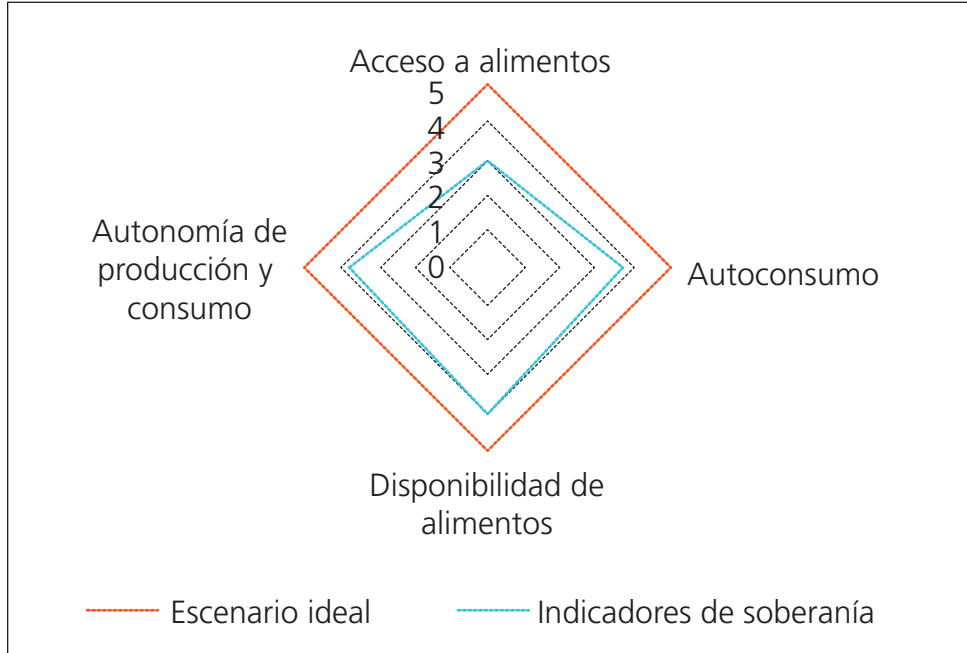 Acceso a alimentos
5
4
3
2
1
0
Autonomía de
producción y
consumo
Autoconsumo
Disponibilidad de
alimentos
Escenario ideal
Indicadores de soberanía